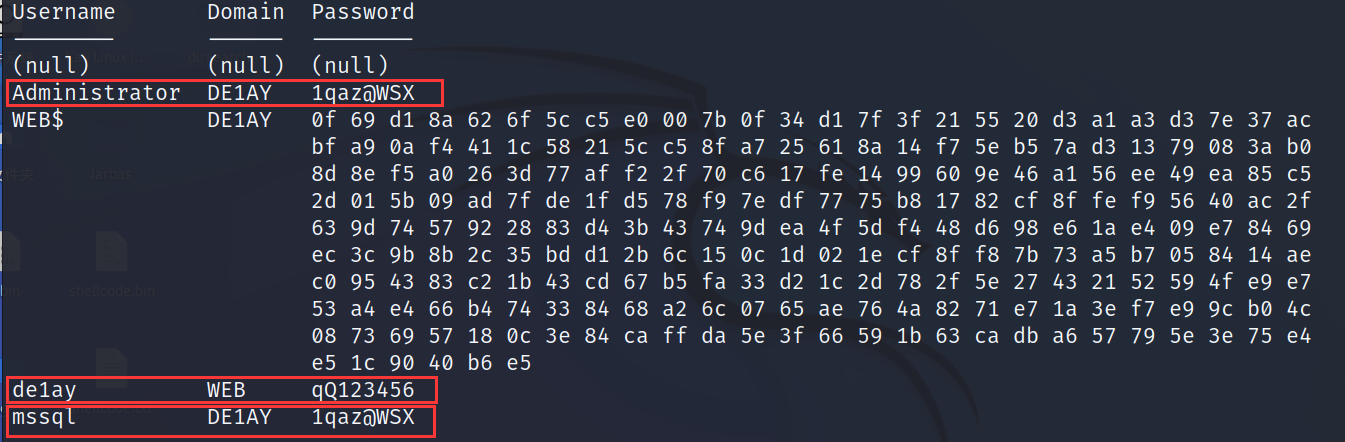 Username        Domain  Password
(null)          (null)  (null)
Administrator   DE1AY   1qaz@WSX
WEB$            DE1AY   0f 69 d1 8a 62 6f 5c c5 e0 00 7b 0f 34 d1 7f 3f 21 55 20 d3 a1 a3 d3 7e 37 ac
bf a9 0a f4 41 1c 58 21 5c c5 8f a7 25 61 8a 14 f7 5e b5 7a d3 13 79 08 3a b0
8d 8e f5 a0 26 3d 77 af f2 2f 70 c6 17 fe 14 99 60 9e 46 a1 56 ee 49 ea 85 c5
2d 01 5b 09 ad 7f de 1f d5 78 f9 7e df 77 75 b8 17 82 cf 8f fe f9 56 40 ac 2f
63 9d 74 57 92 28 83 d4 3b 43 74 9d ea 4f 5d f4 48 d6 98 e6 1a e4 09 e7 84 69
ec 3c 9b 8b 2c 35 bd d1 2b 6c 15 0c 1d 02 1e cf 8f f8 7b 73 a5 b7 05 84 14 ae
c0 95 43 83 c2 1b 43 cd 67 b5 fa 33 d2 1c 2d 78 2f 5e 27 43 21 52 59 4f e9 e7
53 a4 e4 66 b4 74 33 84 68 a2 6c 07 65 ae 76 4a 82 71 e7 1a 3e f7 e9 9c b0 4c
08 73 69 57 18 0c 3e 84 ca ff da 5e 3f 66 59 1b 63 ca db a6 57 79 5e 3e 75 e4
e5 1c 90 40 b6 e5
de1ay           WEB     qQ123456
mssql           DE1AY   1qaz@WSX
Jarbas
shellcode.bin